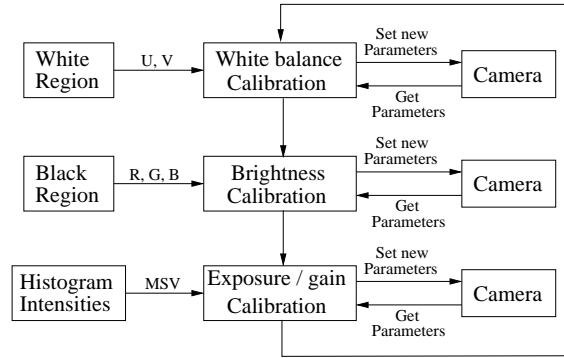 White
Region
U, V
White balance
Calibration
Set new
Parameters
Get
Parameters
Camera
Black
Region
R, G, B
Brightness
Calibration
Set new
Parameters
Get
Parameters
Camera
Histogram
Intensities
MSV
Exposure / gain
Calibration
Set new
Parameters
Get
Parameters
Camera